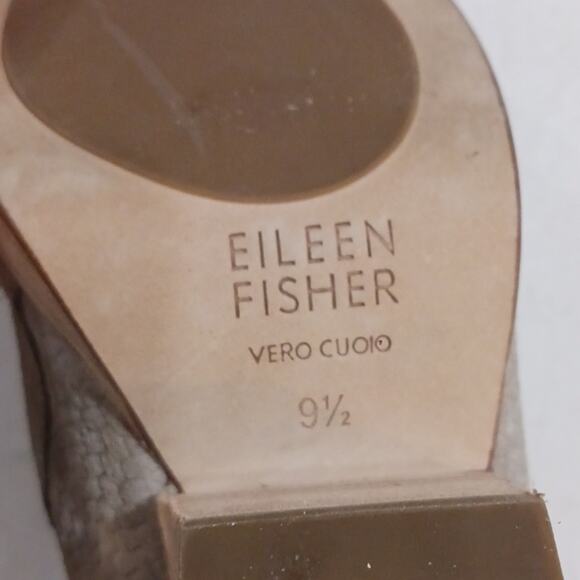 EILEEN
FISHER
VERO CUOIO
9½